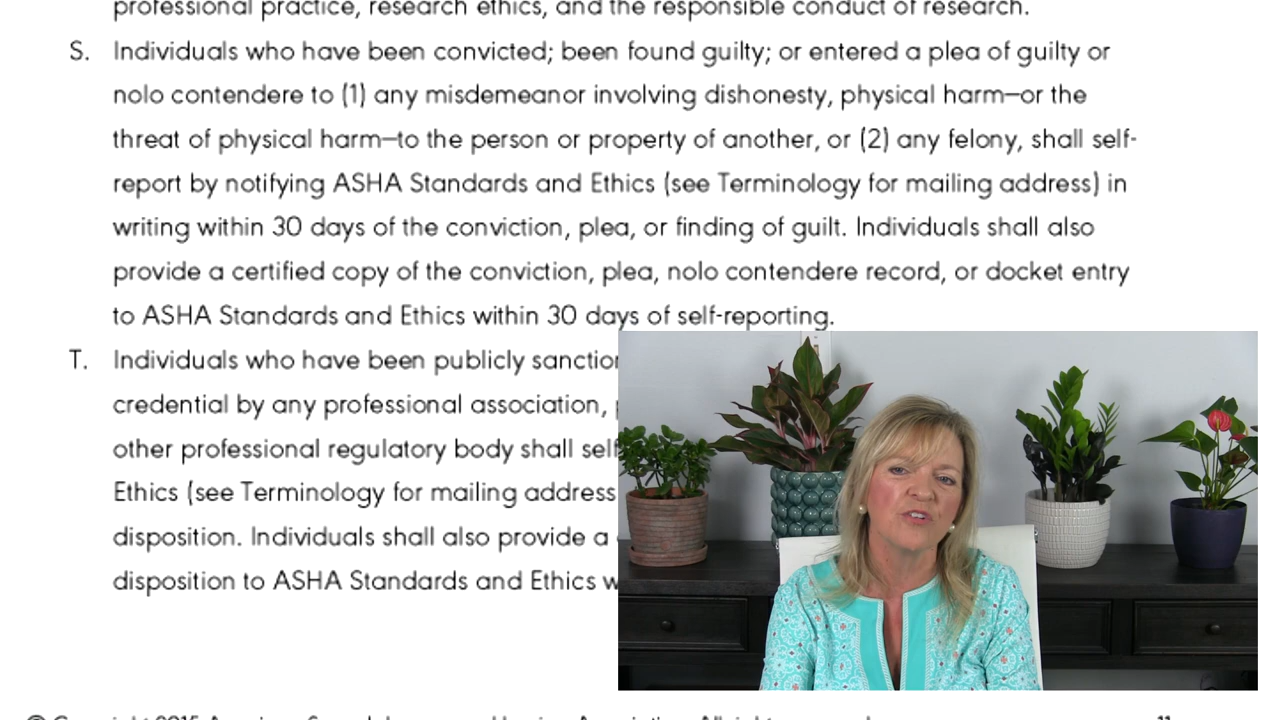 professional practice, research ethics, and the responsible conduct of research.
S. Individuals who have been convicted; been found guilty; or entered a plea of guilty or
nolo contendere to (1) any misdemeanor involving dishonesty, physical harm—or the
threat of physical harm—to the person or property of another, or (2) any felony, shall self-
report by notifying ASHA Standards and Ethics (see Terminology for mailing address) in
writing within 30 days of the conviction, plea, or finding of guilt. Individuals shall also
provide a certified copy of the conviction, plea, nolo contendere record, or docket entry
to ASHA Standards and Ethics within 30 days of self-reporting.
T. Individuals who have been publicly
credential by any professional association,
other professional regulatory body shall
Ethics (see Terminology for mailing address
disposition. Individuals shall also provide a
disposition to ASHA Standards and Ethics